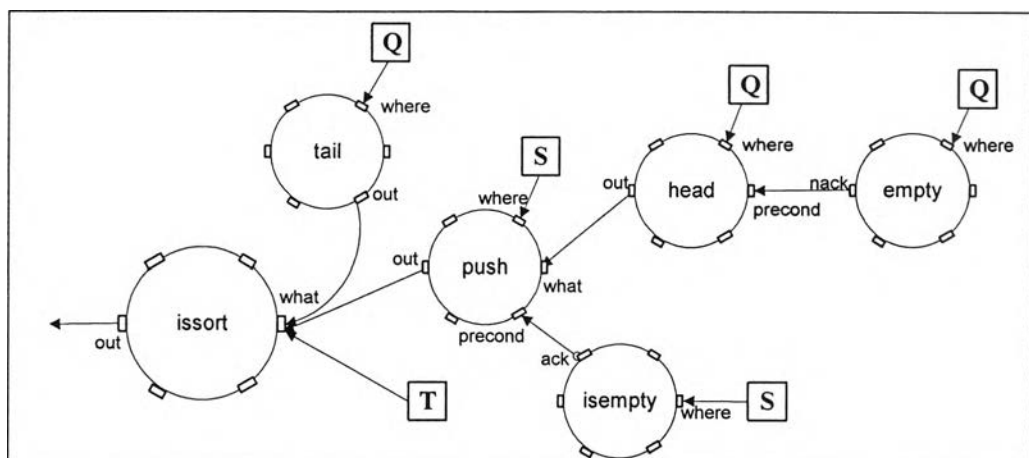 Q
where
tail
out
Q
where
head
out
precond
Q
where
empty
nack
S
where
push
out
what
precond
what
issort
out
T
ack
isempty
where
S